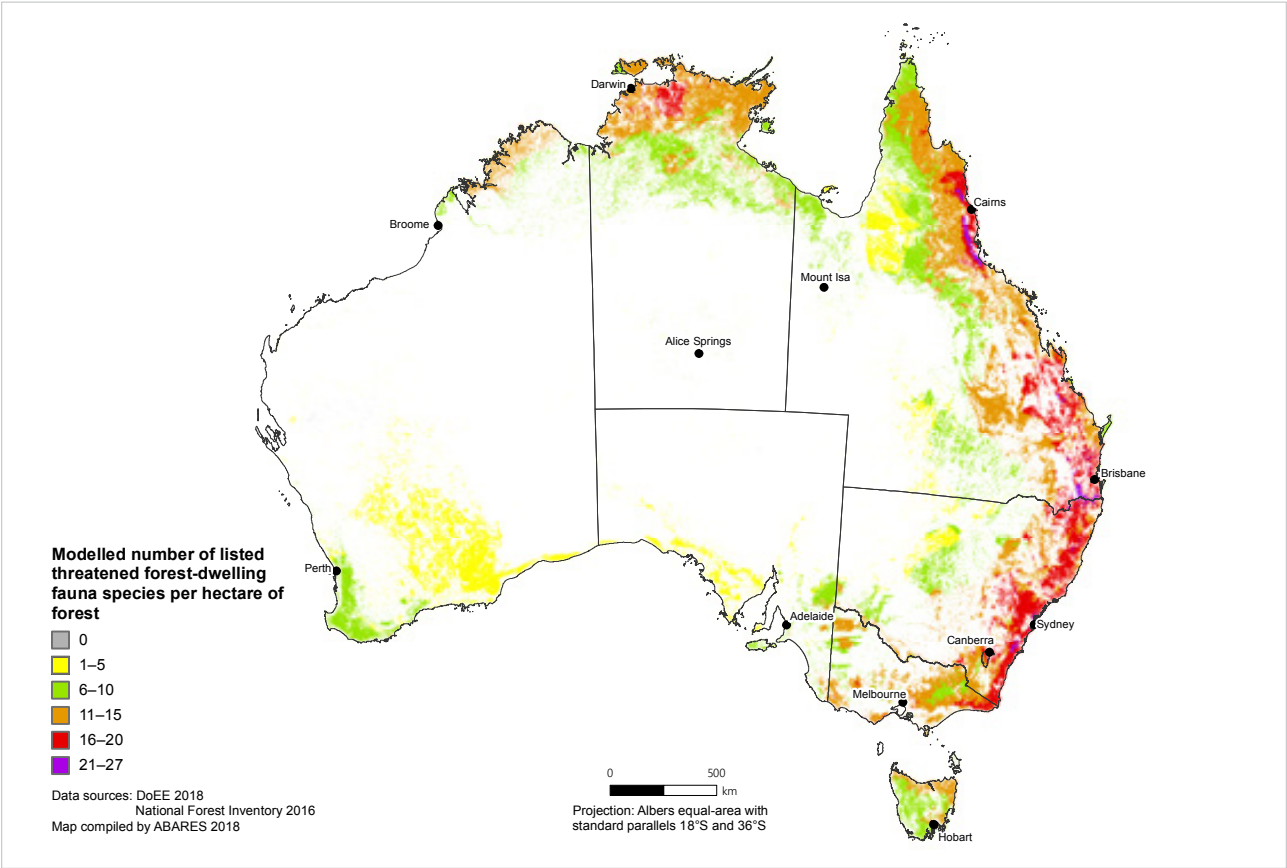 Darwin
Cairns
Broome
Mount Isa
Alice Springs
Brisbane
Perth
Adelaide
Sydney
Canberra
Melbourne
Hobart
Modelled number of listed
threatened forest-dwelling
fauna species per hectare of
forest
0
1–5
6–10
11–15
16–20
21–27
Data sources: DoEE 2018
National Forest Inventory 2016
Map compiled by ABARES 2018
0 500
km
Projection: Albers equal-area with
standard parallels 18°S and 36°S